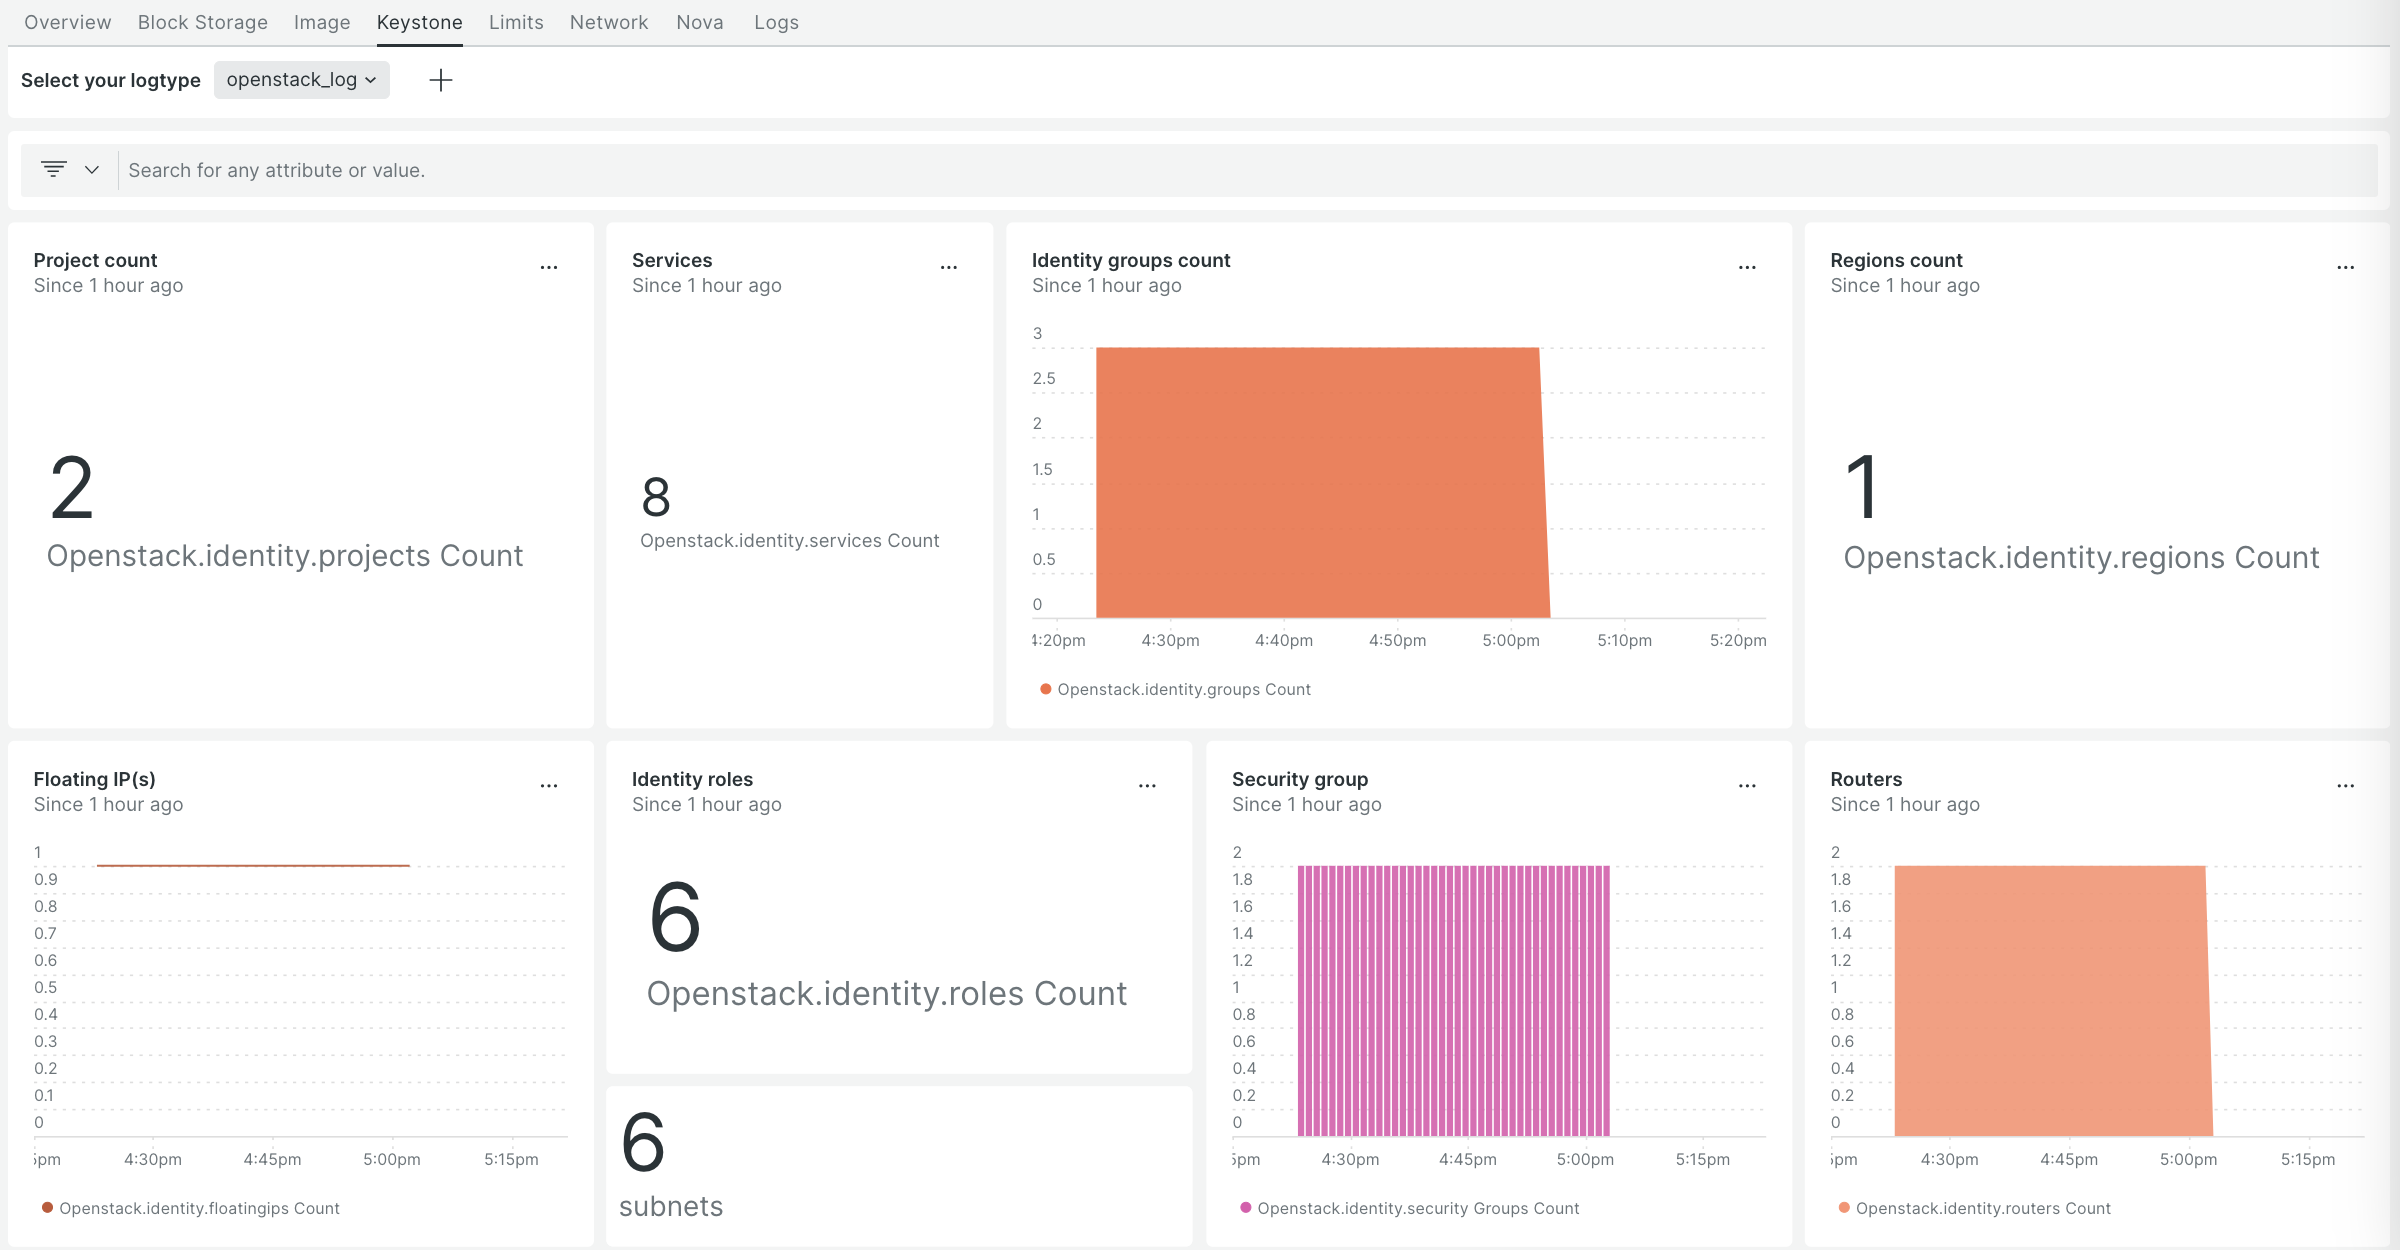 Overview Block Storage Image Keystone Limits Network Nova Logs
Select your logtype openstack_log
Search for any attribute or value.
Project count
Since 1 hour ago
2
Openstack.identity.projects Count
Services
Since 1 hour ago
8
Openstack.identity.services Count
Identity groups count
Since 1 hour ago
3
2.5
2
1.5
1
0.5
0
4:20pm 4:30pm 4:40pm 4:50pm 5:00pm 5:10pm 5:20pm
Openstack.identity.groups Count
Regions count
Since 1 hour ago
1
Openstack.identity.regions Count
Floating IP(s)
Since 1 hour ago
1
0.9
0.8
0.7
0.6
0.5
0.4
0.3
0.2
0.1
0
pm 4:30pm 4:45pm 5:00pm 5:15pm
Openstack.identity.floatingips Count
Identity roles
Since 1 hour ago
6
Openstack.identity.roles Count
6
subnets
Security group
Since 1 hour ago
2
1.8
1.6
1.4
1.2
1
0.8
0.6
0.4
0.2
0
pm 4:30pm 4:45pm 5:00pm 5:15pm
Openstack.identity.security Groups Count
Routers
Since 1 hour ago
2
1.8
1.6
1.4
1.2
1
0.8
0.6
0.4
0.2
0
pm 4:30pm 4:45pm 5:00pm 5:15pm
Openstack.identity.routers Count